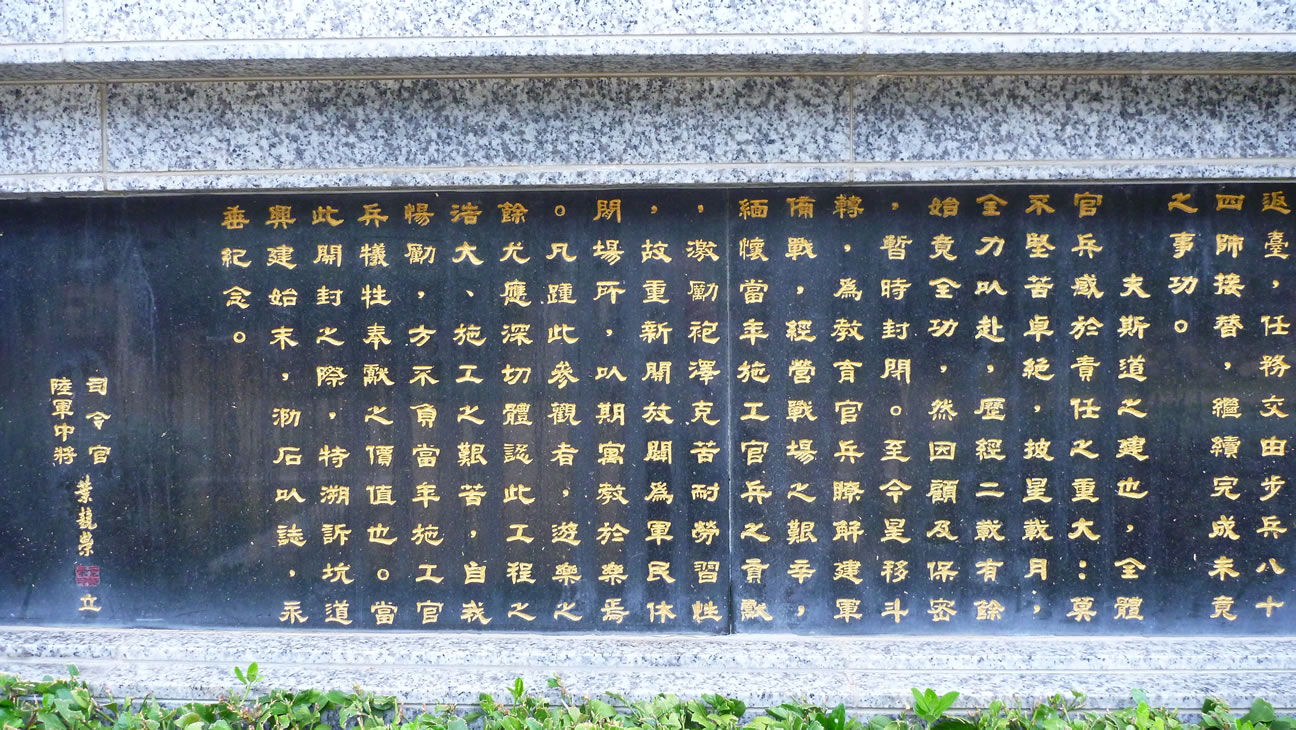 返臺，任務交由步兵八十
四師接替，繼續完成未竟
之事功。
夫斯道之建也，全體
官兵感於責任之重大：莫
不堅苦卓絕，披星載月，
全力以赴，歷經二載有餘
始竟全功，然因顧及保密
，暫時封閉。至今星移斗
轉，為教育官兵瞭解建軍
備戰，經營戰場之艱辛，
緬懷當年施工官兵之貢獻
，激勵袍澤克苦耐勞習性
，故重新開放闢為軍民休
閒場所，以期寓教於樂焉
。凡踵此參觀者，遊樂之
餘尤應深切體認此工程之
浩大、施工之艱苦，自我
惕勵，方不負當年施工官
兵犧牲奉獻之價值也。當
此開封之際，特溯訴坑道
興建始末，泐石以誌，永
垂紀念。
司令官
陸軍中將
葉競榮 立